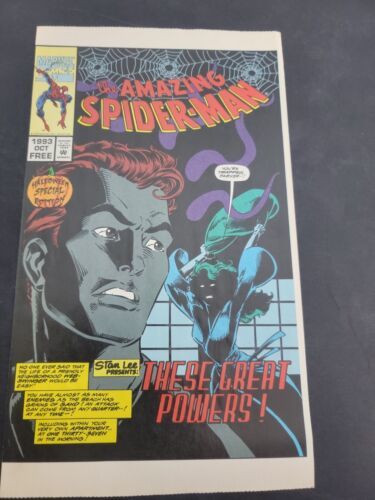 MARVEL
COMICS
The AMAZING
SPIDER-MAN
1993
OCT
FREE
HALLOWEEN
SPECIAL
EDITION
YOU'RE
TRAPPED,
PARKER--!
NO ONE EVER SAID THAT
THE LIFE OF A FRIENDLY
NEIGHBORHOOD WEB-
SWINGER WOULD BE
EASY!
YOU HAVE ALMOST AS MANY
ENEMIES AS THE BEACH HAS
GRAINS OF SAND! AN ATTACK
CAN COME FROM ANY QUARTER--!
AT ANY TIME--!
INCLUDING WITHIN YOUR
VERY OWN APARTMENT...
AT ONE THIRTY-SEVEN
IN THE MORNING!
STAN LEE
PRESENTS:
THESE GREAT
POWERS!